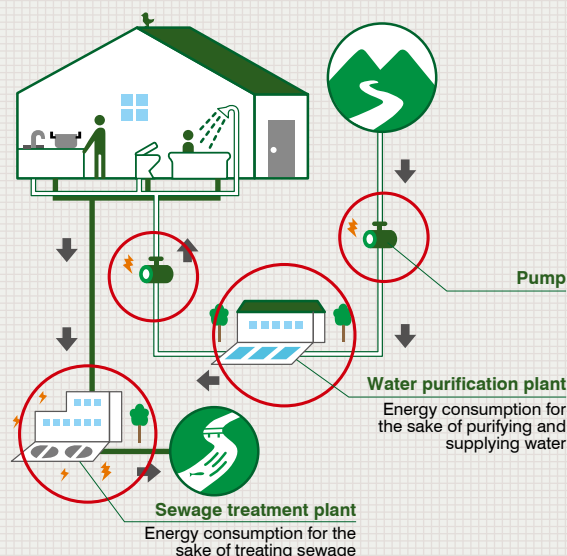 Pump
Water purification plant
Energy consumption for
the sake of purifying and
supplying water
Sewage treatment plant
Energy consumption for the
sake of treating sewage